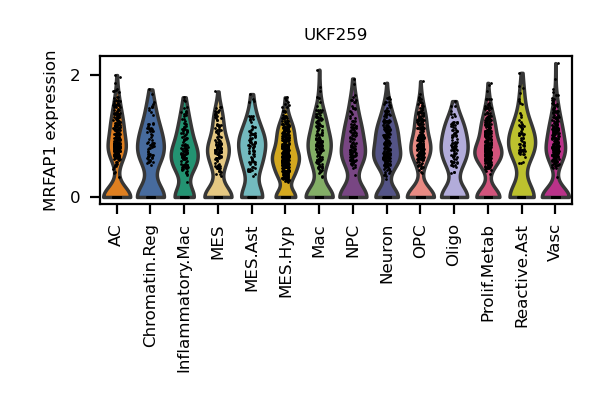 UKF259
MRFAP1 expression
2
0
AC
Chromatin.Reg
Inflammatory.Mac
MES
MES.Ast
MES.Hyp
Mac
NPC
Neuron
OPC
Oligo
Prolif.Metab
Reactive.Ast
Vasc